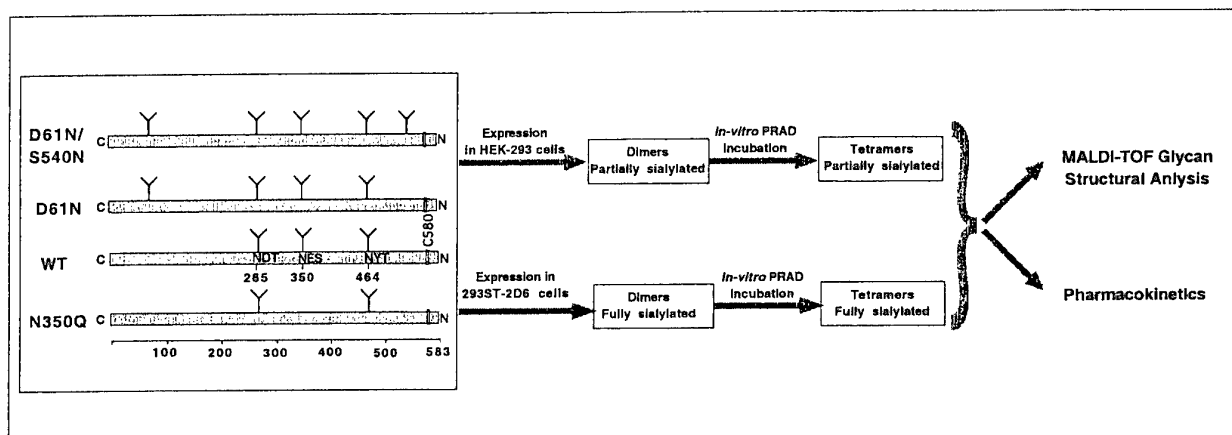 D61N/
S540N
C
N
D61N
C
N
C580
WT
C
NDT
NES
NYT
N
265
350
464
N350Q
C
N
100 200 300 400 500 583
Expression
in HEK-293 cells
Dimers
Partially sialylated
In-vitro PRAD
Incubation
Tetramers
Partially sialylated
Expression in
293ST-2D6 cells
Dimers
Fully sialylated
In-vitro PRAD
Incubation
Tetramers
Fully sialylated
MALDI-TOF Glycan
Structural Anlysis
Pharmacokinetics